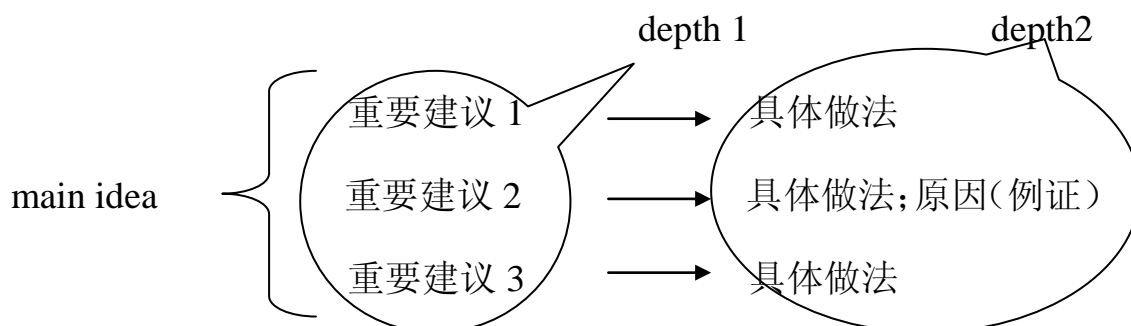 depth 1 depth2
重要建议 1 具体做法
main idea 重要建议 2 具体做法；原因（例证）
重要建议 3 具体做法